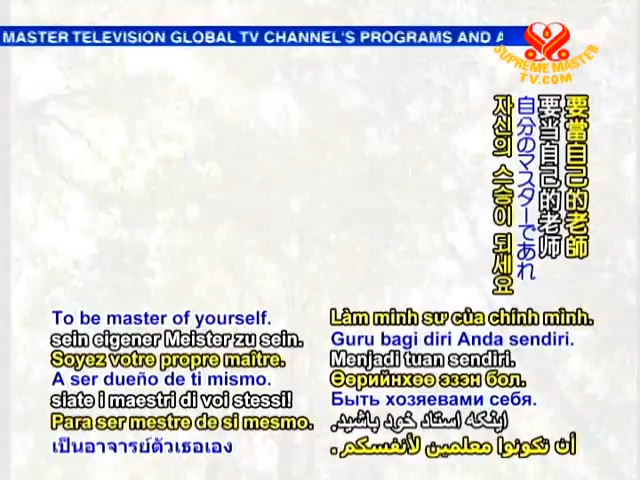 MASTER TELEVISION GLOBAL TV CHANNEL'S PROGRAMS AND A
SUPREME MASTER
TV.COM
要當自己的老師
要当自己的老师
自分のマスターであれ
자신의 스승이 되세요
To be master of yourself.
sein eigener Meister zu sein.
Soyez votre propre maître.
A ser dueño de ti mismo.
siate i maestri di voi stessi!
Para ser mestre de si mesmo.
เป็นอาจารย์ตัวเธอเอง
Làm minh sư của chính mình.
Guru bagi diri Anda sendiri.
Menjadi tuan sendiri.
Өөрийнхөө эзэн бол.
Быть хозяевами себя.
اینکه استاد خود باشید.
أن تكونوا معلمين لأنفسكم.